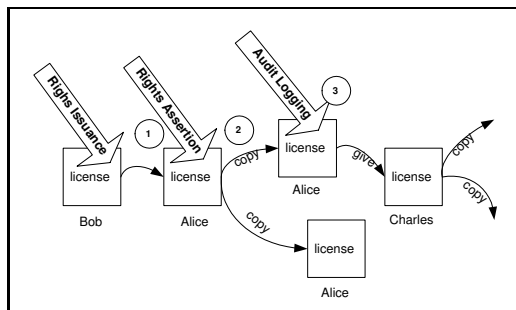 Righs Issuance
Rights Assertion
Audit Logging
1
2
3
license
license
license
license
license
copy
copy
give
copy
copy
Bob
Alice
Alice
Charles
Alice